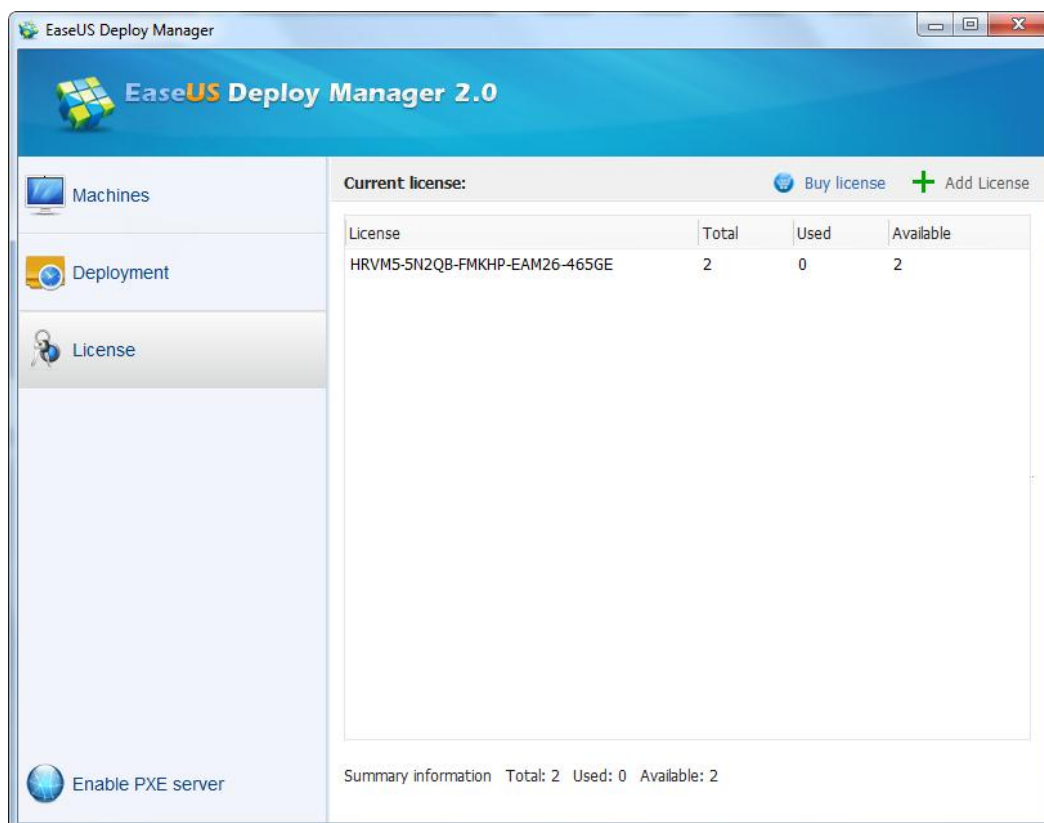 EaseUS Deploy Manager
EaseUS Deploy Manager 2.0
Machines
Deployment
License
Enable PXE server
Current license: Buy license Add License
License Total Used Available
HRVM5-5N2QB-FMKHP-EAM26-465GE 2 0 2
Summary information Total: 2 Used: 0 Available: 2